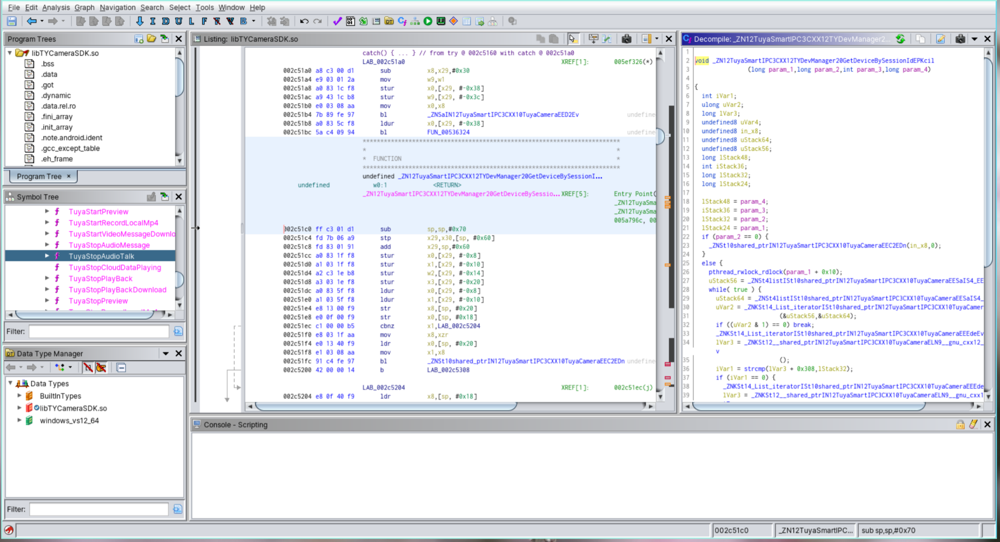 File Edit Analysis Graph Navigation Search Select Tools Window Help
I D U L F V B
Program Trees
libTYCameraSDK.so
.bss
.data
.got
.dynamic
.data.rel.ro
.fini_array
.init_array
.note.android.ident
.gcc_except_table
.eh_frame
Program Tree ×
Symbol Tree
TuyaStartPreview
TuyaStartRecordLocalMp4
TuyaStartVideoMessageDownlo
TuyaStopAudioMessage
TuyaStopAudioTalk
TuyaStopCloudDataPlaying
TuyaStopPlayBack
TuyaStopPlayBackDownload
TuyaStopPreview
Filter:
Data Type Manager
Data Types
BuiltInTypes
libTYCameraSDK.so
windows_vs12_64
Filter:
Listing: libTYCameraSDK.so
catch() { ... } // from try @ 002c5160 with catch @ 002c51a0
LAB_002c51a0 XREF[1]: 005ef326(*)
002c51a0 a8 c3 00 d1 sub x8,x29,#0x30
002c51a4 e9 03 01 2a mov w9,w1
002c51a8 a0 83 1c f8 stur x0,[x29, #-0x38]
002c51ac a9 43 1c b8 stur w9,[x29, #-0x3c]
002c51b0 e0 03 08 aa mov x0,x8
002c51b4 7b 89 fe 97 bl _ZNSaIN12TuyaSmartIPC3CXX10TuyaCameraEED2Ev undefine
002c51b8 a0 83 5c f8 ldur x0,[x29, #-0x38]
002c51bc 5a c4 09 94 bl FUN_00536324 undefine
*************************************************************************
* *
* FUNCTION *
*************************************************************************
undefined _ZN12TuyaSmartIPC3CXX12TYDevManager20GetDeviceBySessionI...
undefined w0:1 <RETURN>
_ZN12TuyaSmartIPC3CXX12TYDevManager20GetDeviceBySessio... XREF[5]: Entry Point(
_ZN12TuyaSma
_ZN12TuyaSma
005a796c, 00
002c51c0 ff c3 01 d1 sub sp,sp,#0x70
002c51c4 fd 7b 06 a9 stp x29,x30,[sp, #0x60]
002c51c8 fd 83 01 91 add x29,sp,#0x60
002c51cc a0 83 1f f8 stur x0,[x29, #-0x8]
002c51d0 a1 03 1f f8 stur x1,[x29, #-0x10]
002c51d4 a2 c3 1e b8 stur w2,[x29, #-0x14]
002c51d8 a3 03 1e f8 stur x3,[x29, #-0x20]
002c51dc a0 83 5f f8 ldur x0,[x29, #-0x8]
002c51e0 a1 03 5f f8 ldur x1,[x29, #-0x10]
002c51e4 e8 13 00 f9 str x8,[sp, #0x20]
002c51e8 e0 0f 00 f9 str x0,[sp, #0x18]
002c51ec c1 00 00 b5 cbnz x1,LAB_002c5204
002c51f0 e8 03 1f aa mov x8,xzr
002c51f4 e0 13 40 f9 ldr x0,[sp, #0x20]
002c51f8 e1 03 08 aa mov x1,x8
002c51fc 91 c4 fe 97 bl _ZNSt10shared_ptrIN12TuyaSmartIPC3CXX10TuyaCameraEEC2EDn undefine
002c5200 42 00 00 14 b LAB_002c5308
LAB_002c5204 XREF[1]: 002c51ec(j)
002c5204 e8 0f 40 f9 ldr x8,[sp, #0x18]
Decompile: _ZN12TuyaSmartIPC3CXX12TYDevManager2...
1
2 void _ZN12TuyaSmartIPC3CXX12TYDevManager20GetDeviceBySessionIdEPKcil
3 (long param_1,long param_2,int param_3,long param_4)
4
5 {
6 int iVar1;
7 ulong uVar2;
8 long lVar3;
9 undefined8 uVar4;
10 undefined8 in_x8;
11 undefined8 uStack64;
12 undefined8 uStack56;
13 long lStack48;
14 int iStack36;
15 long lStack32;
16 long lStack24;
17
18 lStack48 = param_4;
19 iStack36 = param_3;
20 lStack32 = param_2;
21 lStack24 = param_1;
22 if (param_2 == 0) {
23 _ZNSt10shared_ptrIN12TuyaSmartIPC3CXX10TuyaCameraEEC2EDn(in_x8,0);
24 }
25 else {
26 pthread_rwlock_rdlock(param_1 + 0x10);
27 uStack56 = _ZNSt4listISt10shared_ptrIN12TuyaSmartIPC3CXX10TuyaCameraEESaIS4_EE
28 while( true ) {
29 uStack64 = _ZNSt4listISt10shared_ptrIN12TuyaSmartIPC3CXX10TuyaCameraEESaIS4_
30 uVar2 = _ZNKSt14_List_iteratorISt10shared_ptrIN12TuyaSmartIPC3CXX10TuyaCamer
31 (&uStack56,&uStack64);
32 if ((uVar2 & 1) == 0) break;
33 _ZNKSt14_List_iteratorISt10shared_ptrIN12TuyaSmartIPC3CXX10TuyaCameraEEEdeEv
34 lVar3 = _ZNKSt12__shared_ptrIN12TuyaSmartIPC3CXX10TuyaCameraELN9__gnu_cxx12_
v
35 ();
36 iVar1 = strcmp(lVar3 + 0x308,lStack32);
37 if (iVar1 == 0) {
38 _ZNKSt14_List_iteratorISt10shared_ptrIN12TuyaSmartIPC3CXX10TuyaCameraEEEde
39 lVar3 = _ZNKSt12__shared_ptrIN12TuyaSmartIPC3CXX10TuyaCameraELN9__gnu_cxx1
Console - Scripting
002c51c0 _ZN12TuyaSmartIPC... sub sp,sp,#0x70